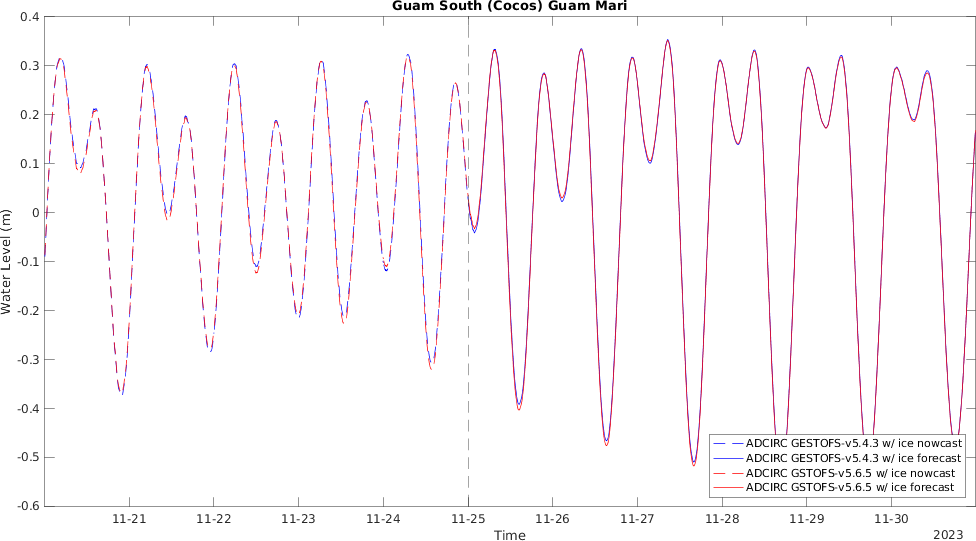 Guam South (Cocos) Guam Mari
Water Level (m)
0.4
0.3
0.2
0.1
0
-0.1
-0.2
-0.3
-0.4
-0.5
-0.6
ADCIRC GESTOFS-v5.4.3 w/ ice nowcast
ADCIRC GESTOFS-v5.4.3 w/ ice forecast
ADCIRC GSTOFS-v5.6.5 w/ ice nowcast
ADCIRC GSTOFS-v5.6.5 w/ ice forecast
11-21 11-22 11-23 11-24 11-25 11-26 11-27 11-28 11-29 11-30
Time
2023